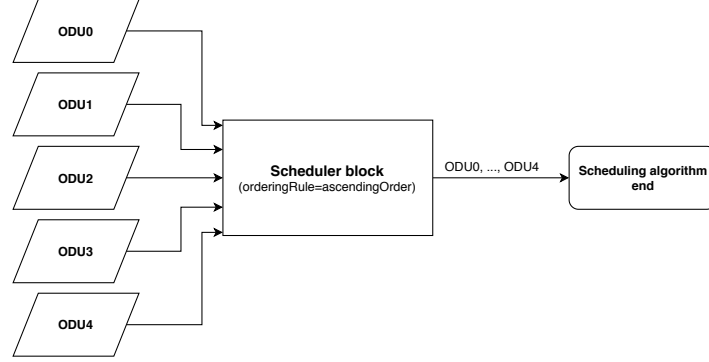 ODU0
ODU1
ODU2
ODU3
ODU4
Scheduler block
(orderingRule=ascendingOrder)
ODU0, ..., ODU4
Scheduling algorithm
end